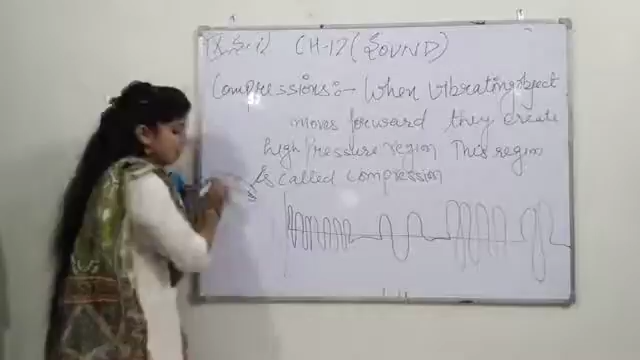 CH-12 (SOUND)
Compressions:- When Vibrating object
moves forward they create
high Pressure region This region
is called compression